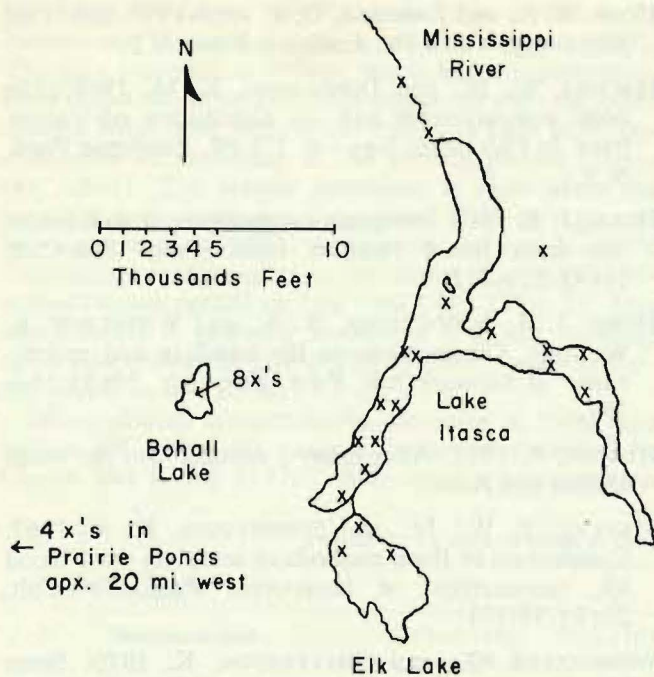 Mississippi
River
N
0 1 2 3 4 5 10
Thousands Feet
8x's
Bohall
Lake
Lake
Itasca
4 x's in
Prairie Ponds
apx. 20 mi. west
Elk Lake